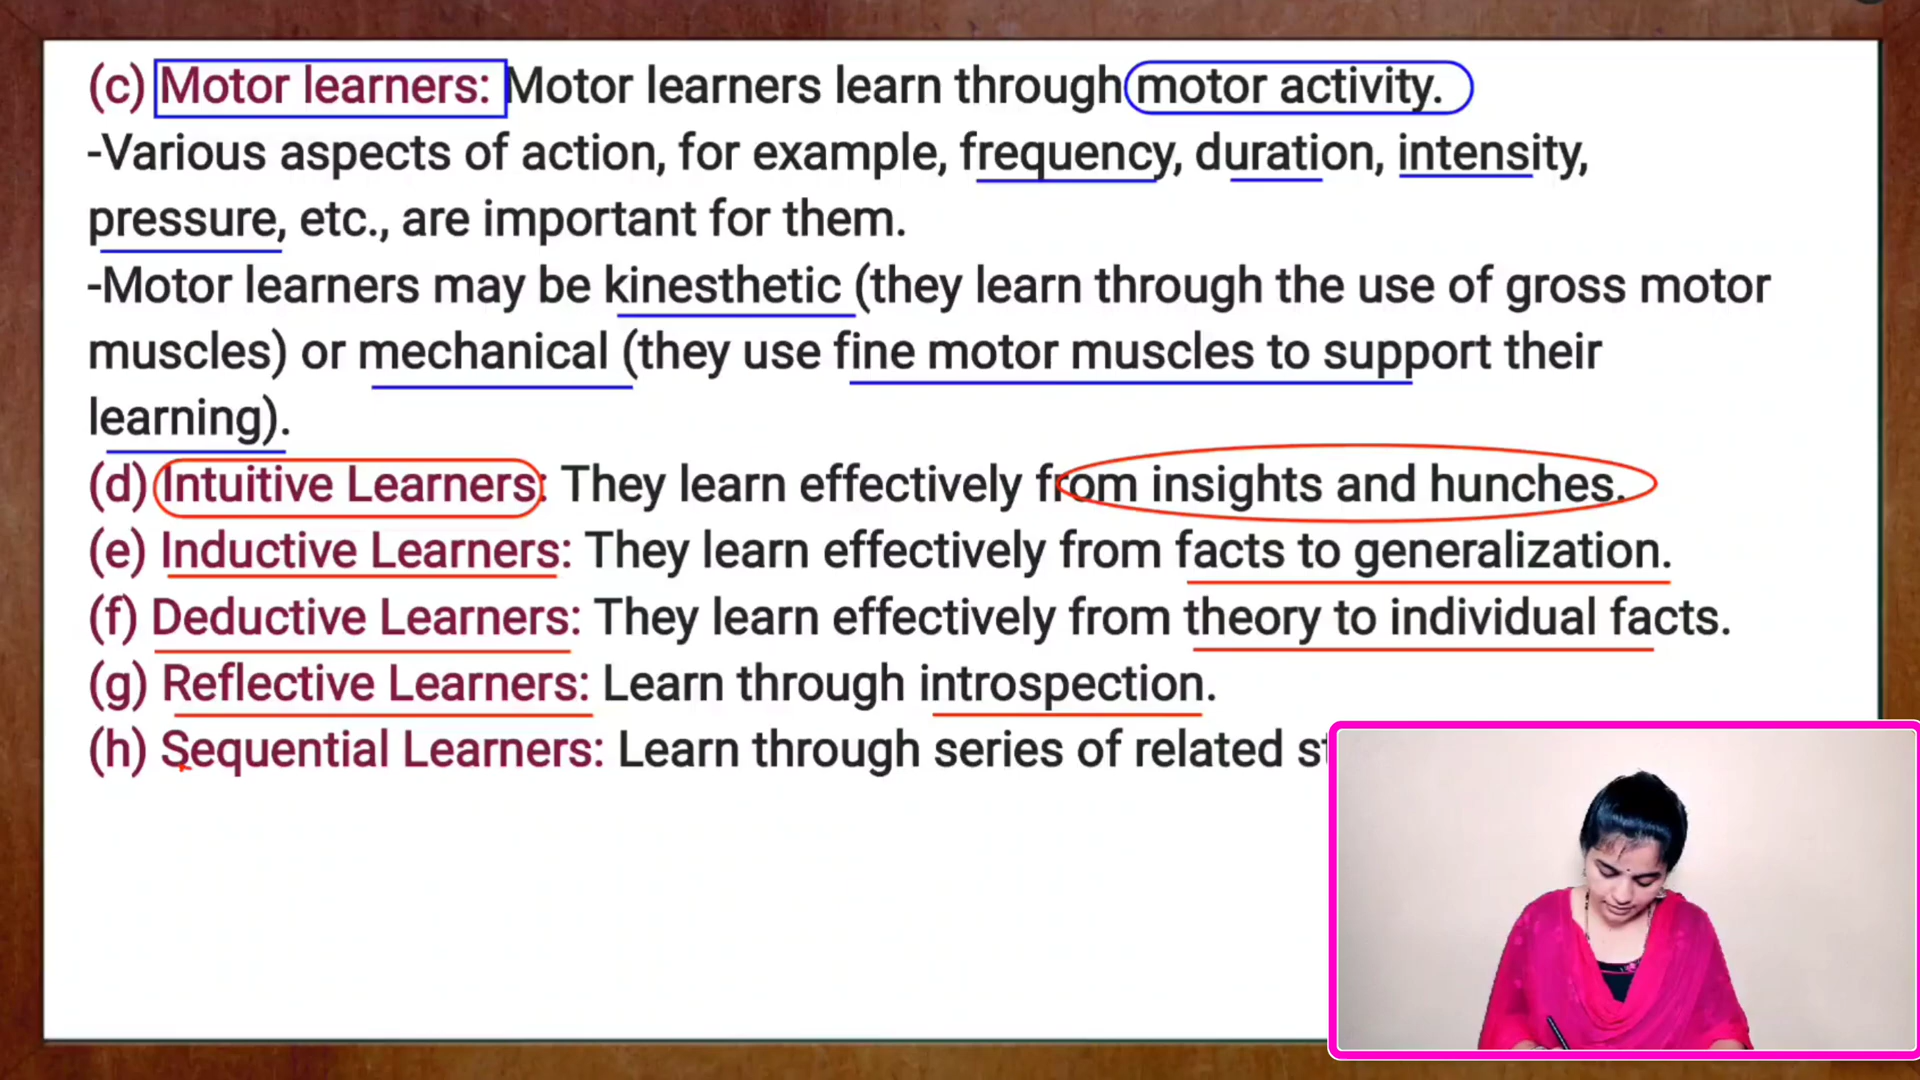 (c) Motor learners: Motor learners learn through motor activity.
-Various aspects of action, for example, frequency, duration, intensity,
pressure, etc., are important for them.
-Motor learners may be kinesthetic (they learn through the use of gross motor
muscles) or mechanical (they use fine motor muscles to support their
learning).
(d) Intuitive Learners: They learn effectively from insights and hunches.
(e) Inductive Learners: They learn effectively from facts to generalization.
(f) Deductive Learners: They learn effectively from theory to individual facts.
(g) Reflective Learners: Learn through introspection.
(h) Sequential Learners: Learn through series of related